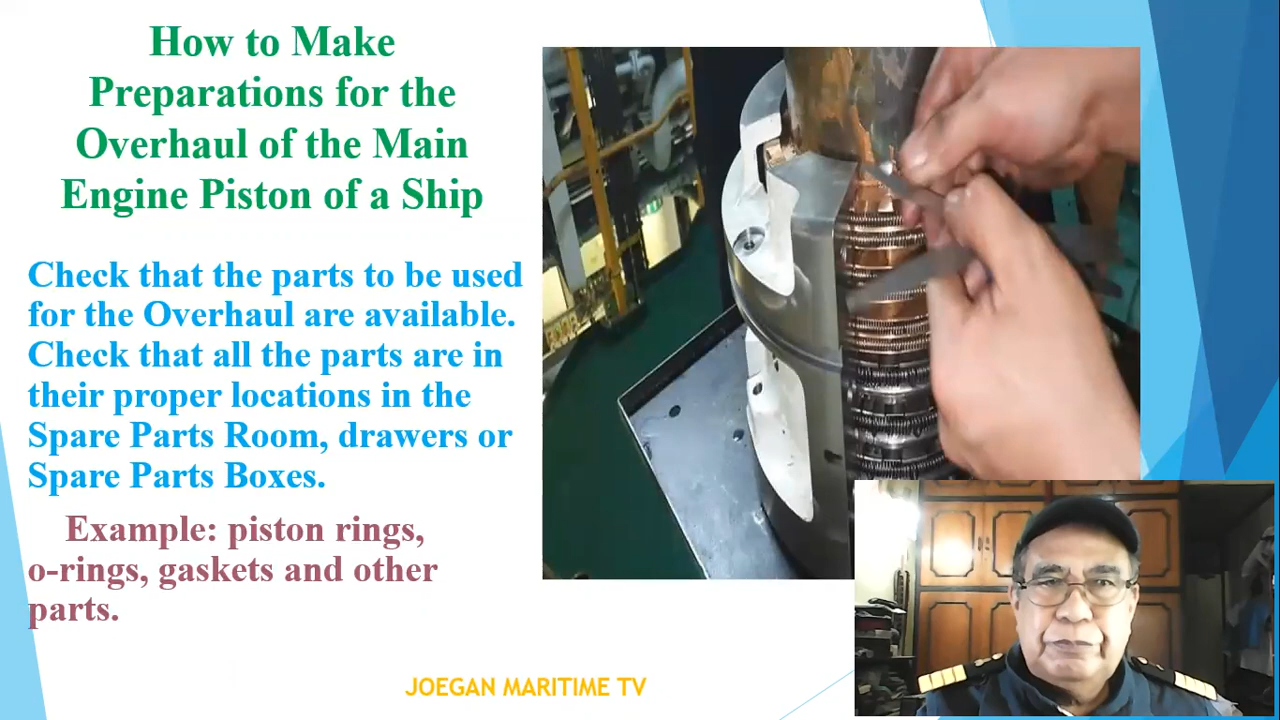 How to Make
Preparations for the
Overhaul of the Main
Engine Piston of a Ship
Check that the parts to be used
for the Overhaul are available.
Check that all the parts are in
their proper locations in the
Spare Parts Room, drawers or
Spare Parts Boxes.
Example: piston rings,
o-rings, gaskets and other
parts.
JOEGAN MARITIME TV